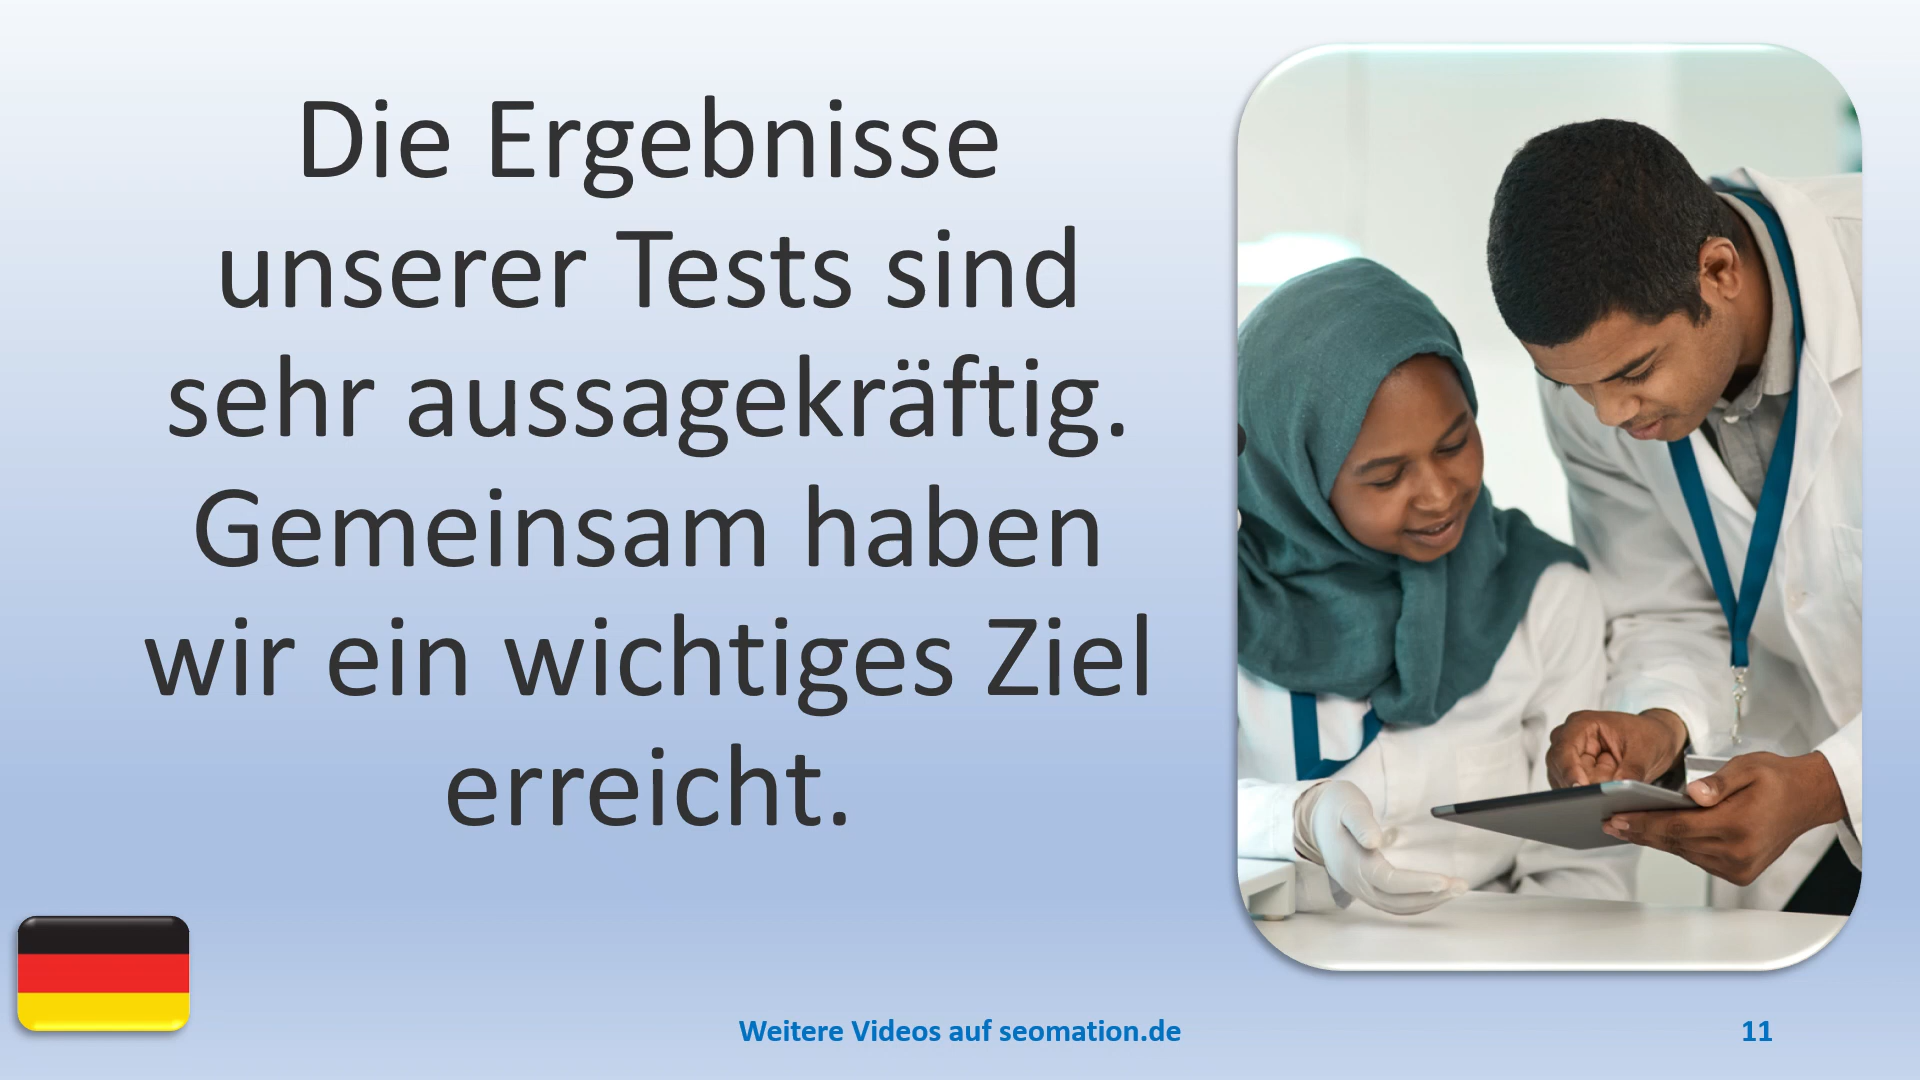 Die Ergebnisse
unserer Tests sind
sehr aussagekräftig.
Gemeinsam haben
wir ein wichtiges Ziel
erreicht.
Weitere Videos auf seomation.de
11